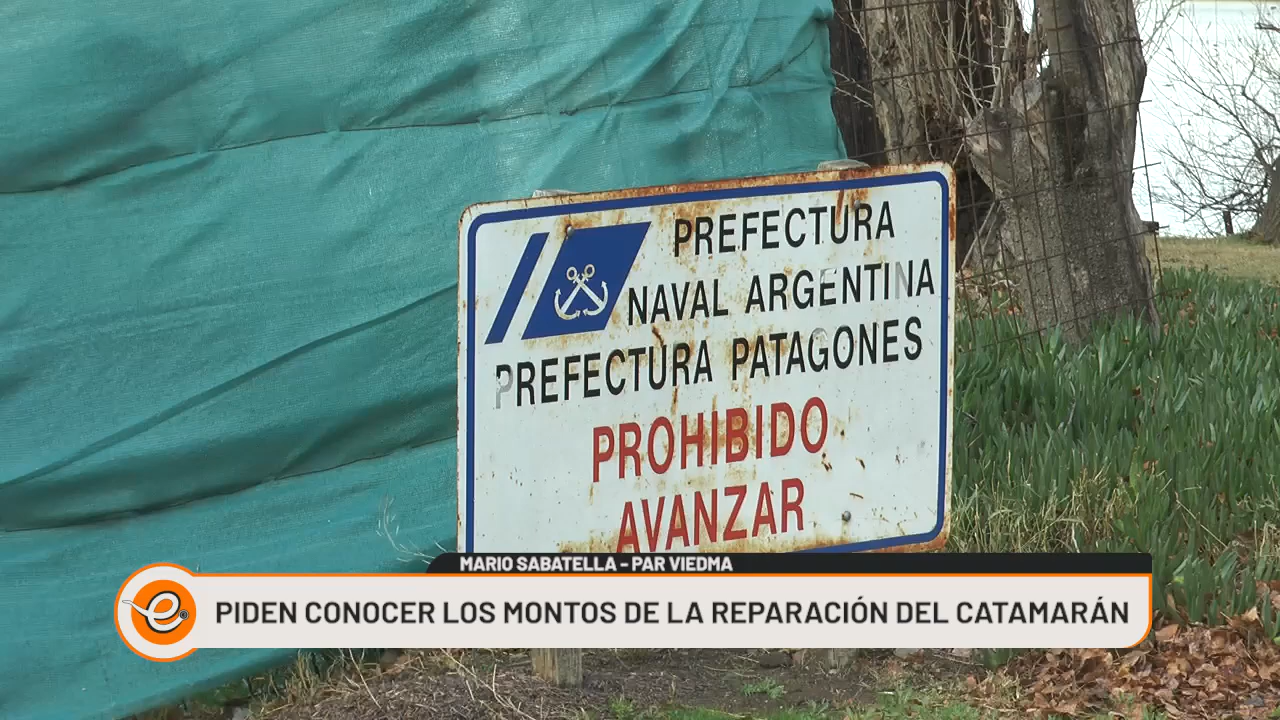 PREFECTURA
NAVAL ARGENTINA
PREFECTURA PATAGONES
PROHIBIDO
AVANZAR
MARIO SABATELLA - PAR VIEDMA
e
PIDEN CONOCER LOS MONTOS DE LA REPARACIÓN DEL CATAMARÁN